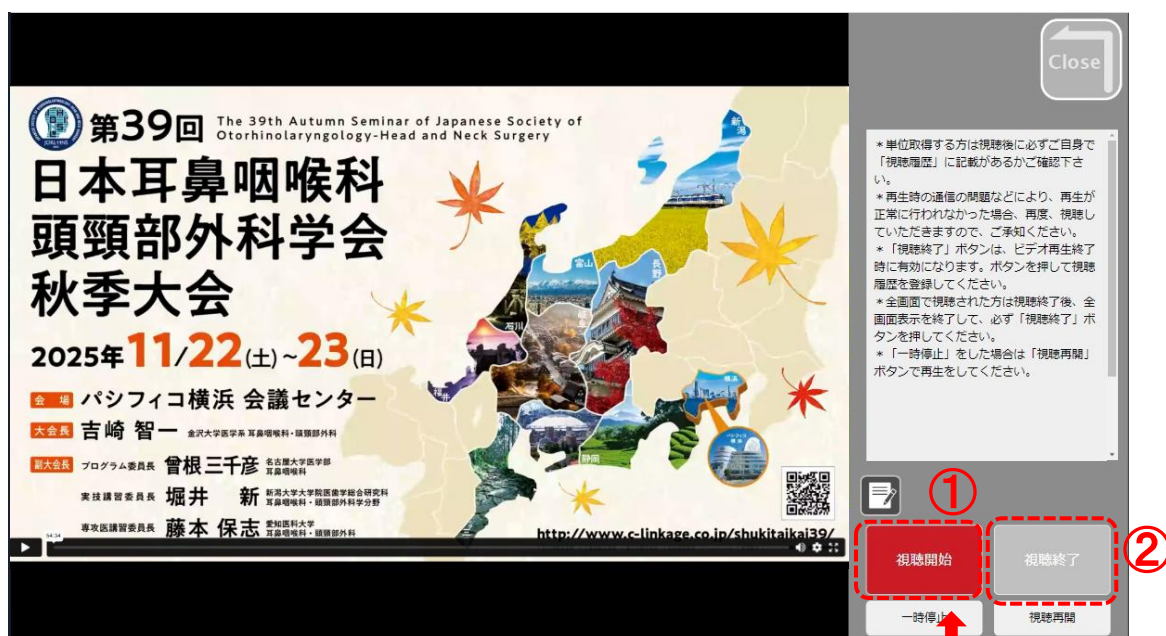 Close
第39回
The 39th Autumn Seminar of Japanese Society of
Otorhinolaryngology-Head and Neck Surgery
日本耳鼻咽喉科
頭頸部外科学会
秋季大会
2025年11/22(土)~23(日)
会 場 パシフィコ横浜 会議センター
大会長 吉崎 智一 金沢大学医学系 耳鼻咽喉科・頭頸部外科
副大会長 プログラム委員長 曾根 三千彦 名古屋大学医学部
耳鼻咽喉科
実技講習委員長 堀井 新 新潟大学大学院医歯学総合研究科
耳鼻咽喉科・頭頸部外科学分野
専攻医講習委員長 藤本 保志 愛知医科大学
耳鼻咽喉科・頭頸部外科
新潟
富山
長野
石川
岐阜
福井
静岡
横浜
パシフィコ
横浜
http://www.c-linkage.co.jp/shukitaikai39/
54:34
*単位取得する方は視聴後に必ずご自身で
「視聴履歴」に記載があるかご確認下さ
い。
*再生時の通信の問題などにより、再生が
正常に行われなかった場合、再度、視聴し
ていただきますので、ご承知ください。
*「視聴終了」ボタンは、ビデオ再生終了
時に有効になります。ボタンを押して視聴
履歴を登録してください。
*全画面で視聴された方は視聴終了後、全
画面表示を終了して、必ず「視聴終了」ボ
タンを押してください。
*「一時停止」をした場合は「視聴再開」
ボタンで再生をしてください。
①
視聴開始
視聴終了
②
一時停止
視聴再開